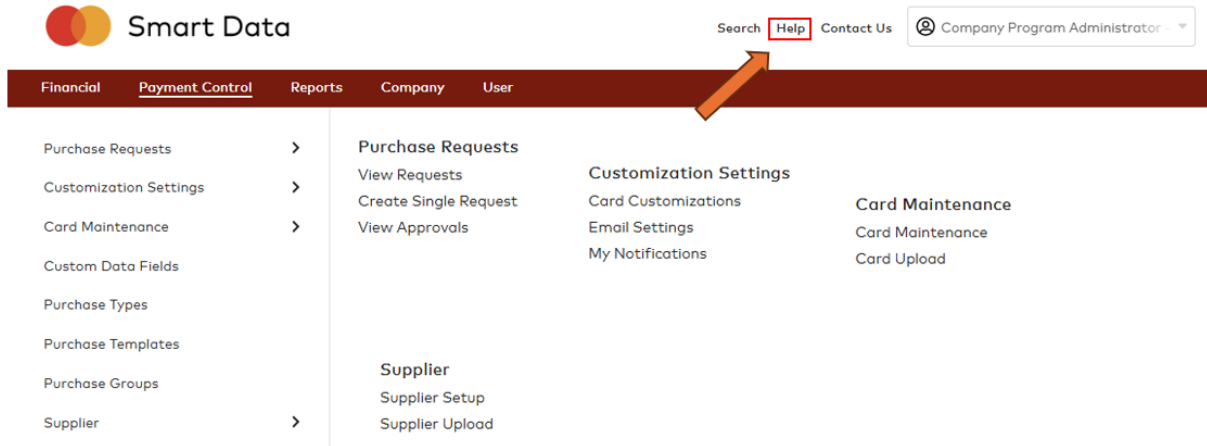 Smart Data
Search Help Contact Us Company Program Administrator -
Financial Payment Control Reports Company User
Purchase Requests
Customization Settings
Card Maintenance
Custom Data Fields
Purchase Types
Purchase Templates
Purchase Groups
Supplier
Purchase Requests
View Requests
Create Single Request
View Approvals
Customization Settings
Card Customizations
Email Settings
My Notifications
Card Maintenance
Card Maintenance
Card Upload
Supplier
Supplier Setup
Supplier Upload